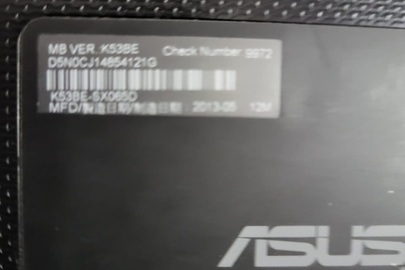 MB VER.:K53BE Check Number:9972
D5N0CJ14854121G
K53BE-SX065D
MFD/製造日期/制造日期: 2013-05 12M
ASUS